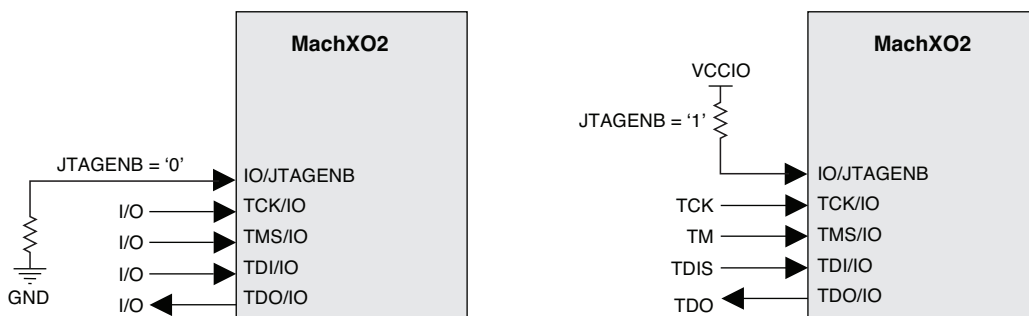 MachXO2
JTAGENB = ‘0’
IO/JTAGENB
I/O
TCK/IO
I/O
TMS/IO
I/O
TDI/IO
GND
I/O
TDO/IO
MachXO2
VCCIO
JTAGENB = ‘1’
IO/JTAGENB
TCK
TCK/IO
TM
TMS/IO
TDIS
TDI/IO
TDO
TDO/IO